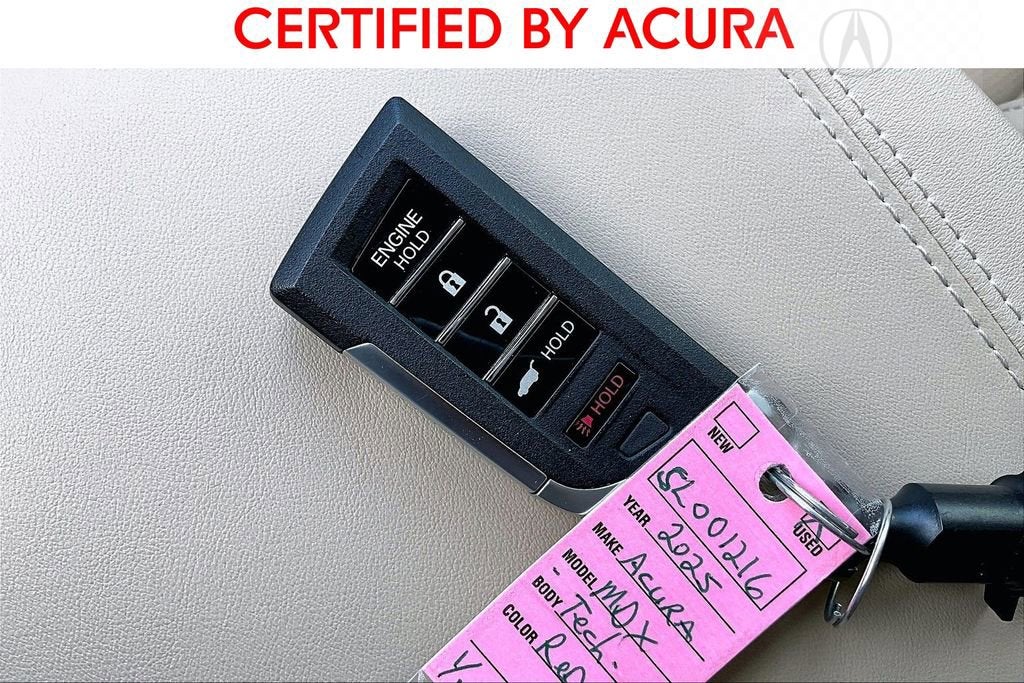 CERTIFIED BY ACURA
ENGINE
HOLD
HOLD
HOLD
NEW
USED
SL001216
YEAR 2025
MAKE ACURA
MODEL MDX
BODY Tech.
COLOR Red